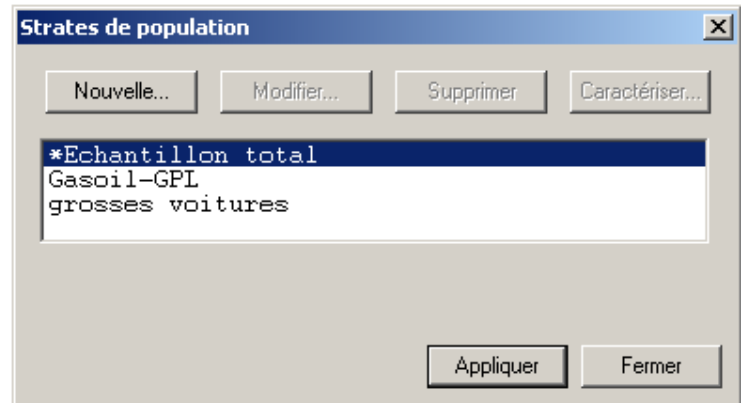 Strates de population
Nouvelle... Modifier... Supprimer Caractériser...
*Echantillon total
Gasoil-GPL
grosses voitures
Appliquer Fermer